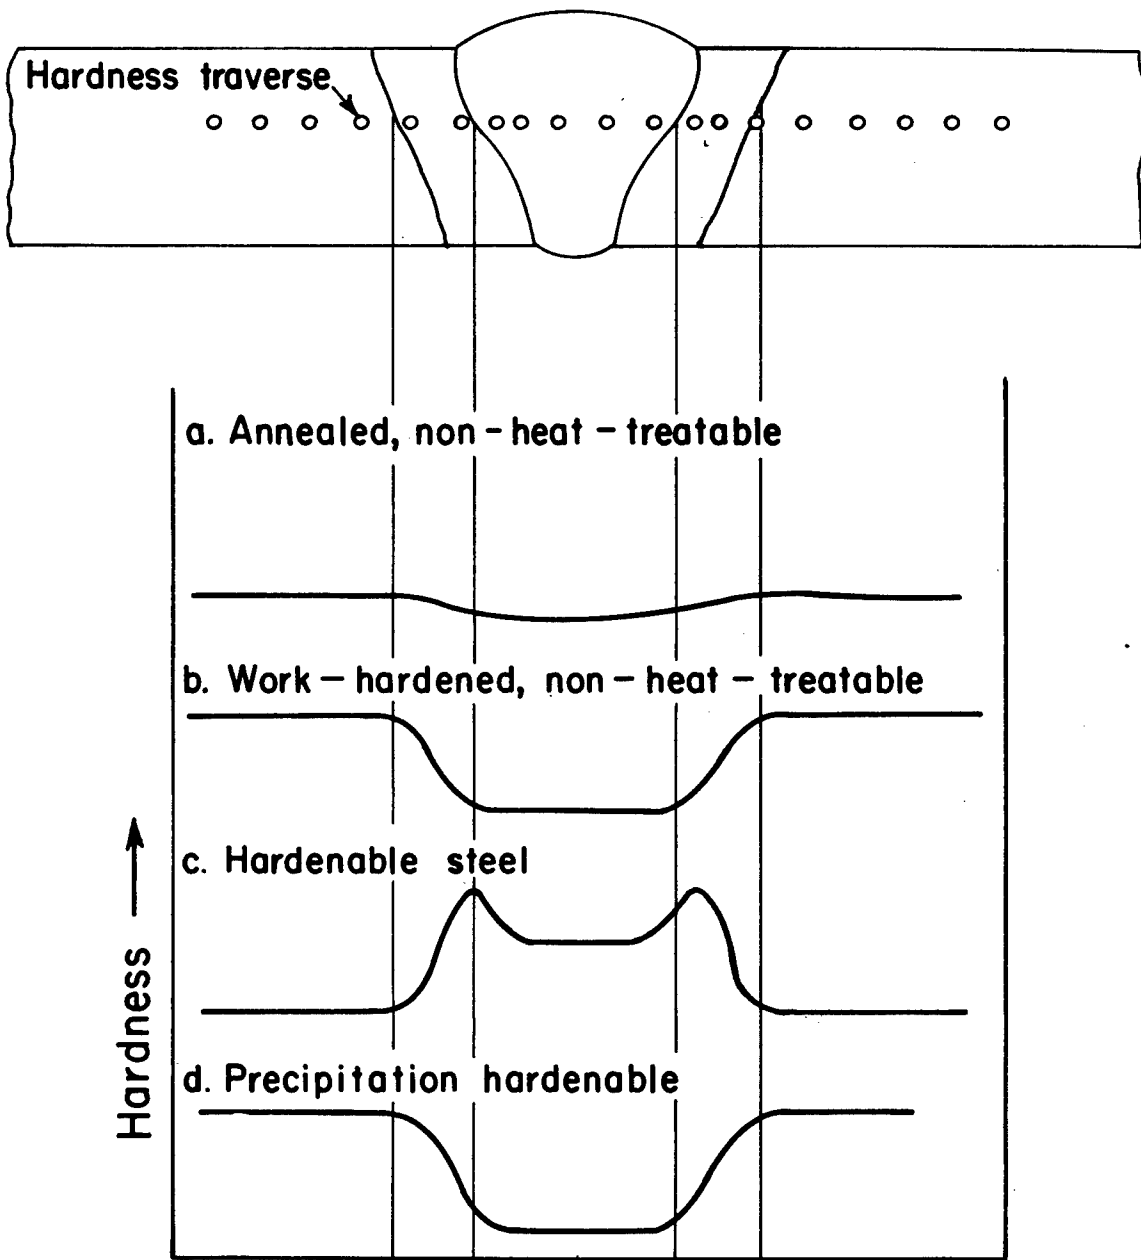 Hardness traverse
a. Annealed, non-heat-treatable
b. Work-hardened, non-heat-treatable
c. Hardenable steel
d. Precipitation hardenable
Hardness